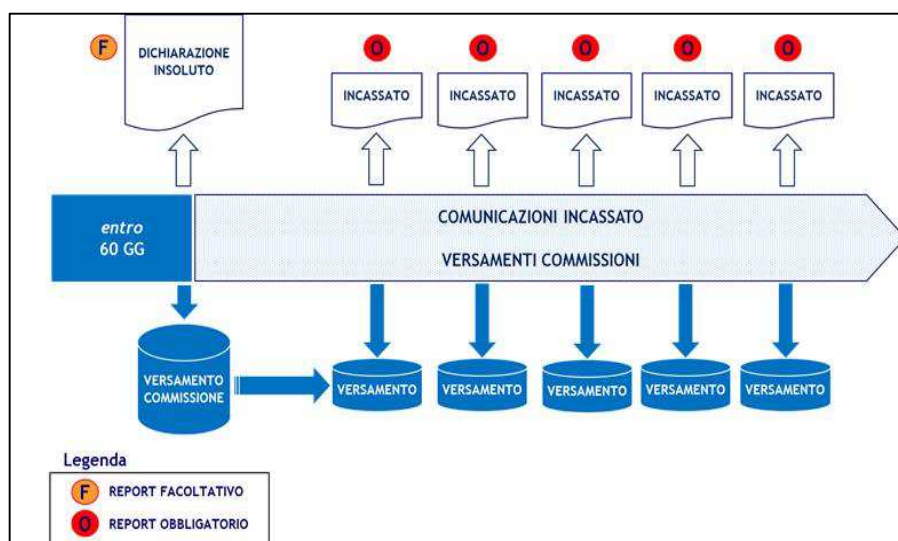 F
DICHIARAZIONE
INSOLUTO
O
O
O
O
O
INCASSATO
INCASSATO
INCASSATO
INCASSATO
INCASSATO
entro
60 GG
COMUNICAZIONI INCASSATO
VERSAMENTI COMMISSIONI
VERSAMENTO
COMMISSIONE
VERSAMENTO
VERSAMENTO
VERSAMENTO
VERSAMENTO
VERSAMENTO
Legenda
F REPORT FACOLTATIVO
O REPORT OBBLIGATORIO